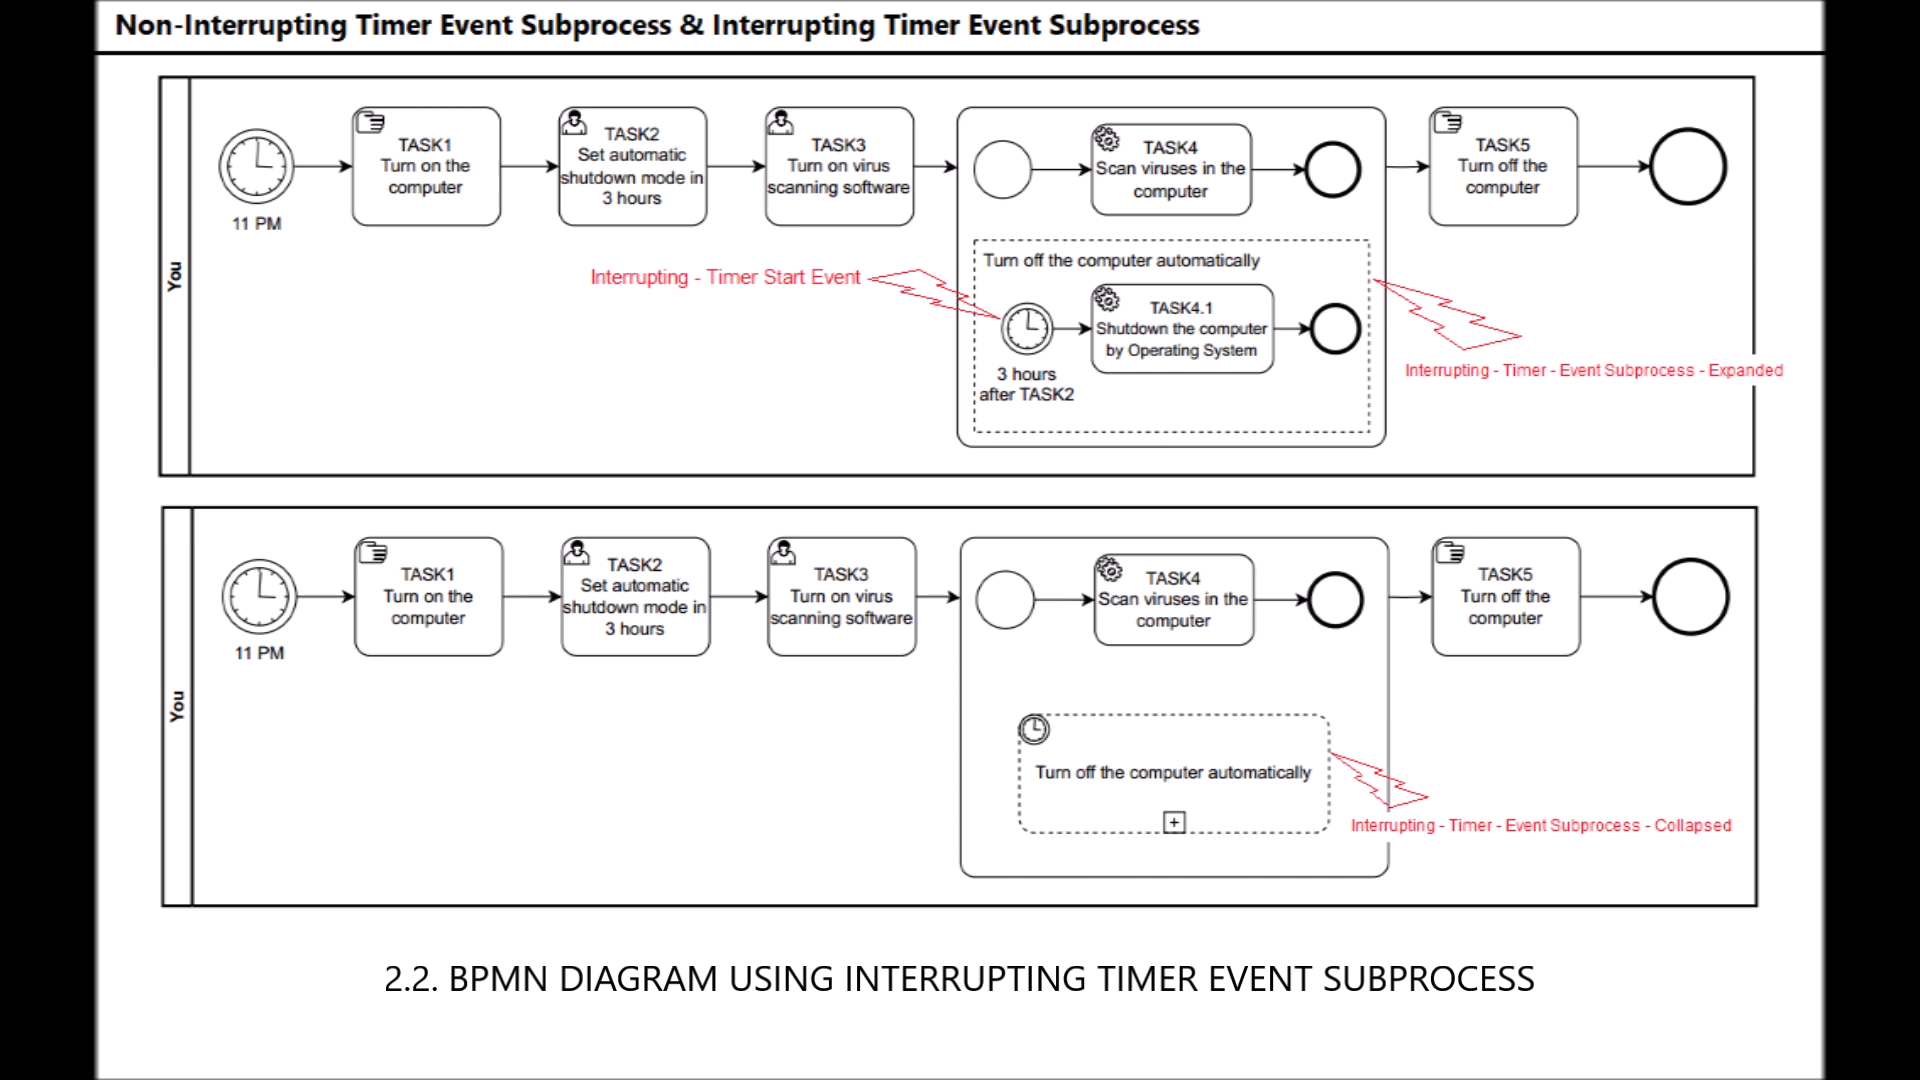 Non-Interrupting Timer Event Subprocess & Interrupting Timer Event Subprocess
You
11 PM
TASK1
Turn on the
computer
TASK2
Set automatic
shutdown mode in
3 hours
TASK3
Turn on virus
scanning software
TASK4
Scan viruses in the
computer
TASK5
Turn off the
computer
Interrupting - Timer Start Event
Turn off the computer automatically
3 hours
after TASK2
TASK4.1
Shutdown the computer
by Operating System
Interrupting - Timer - Event Subprocess - Expanded
You
11 PM
TASK1
Turn on the
computer
TASK2
Set automatic
shutdown mode in
3 hours
TASK3
Turn on virus
scanning software
TASK4
Scan viruses in the
computer
TASK5
Turn off the
computer
Turn off the computer automatically
Interrupting - Timer - Event Subprocess - Collapsed
2.2. BPMN DIAGRAM USING INTERRUPTING TIMER EVENT SUBPROCESS